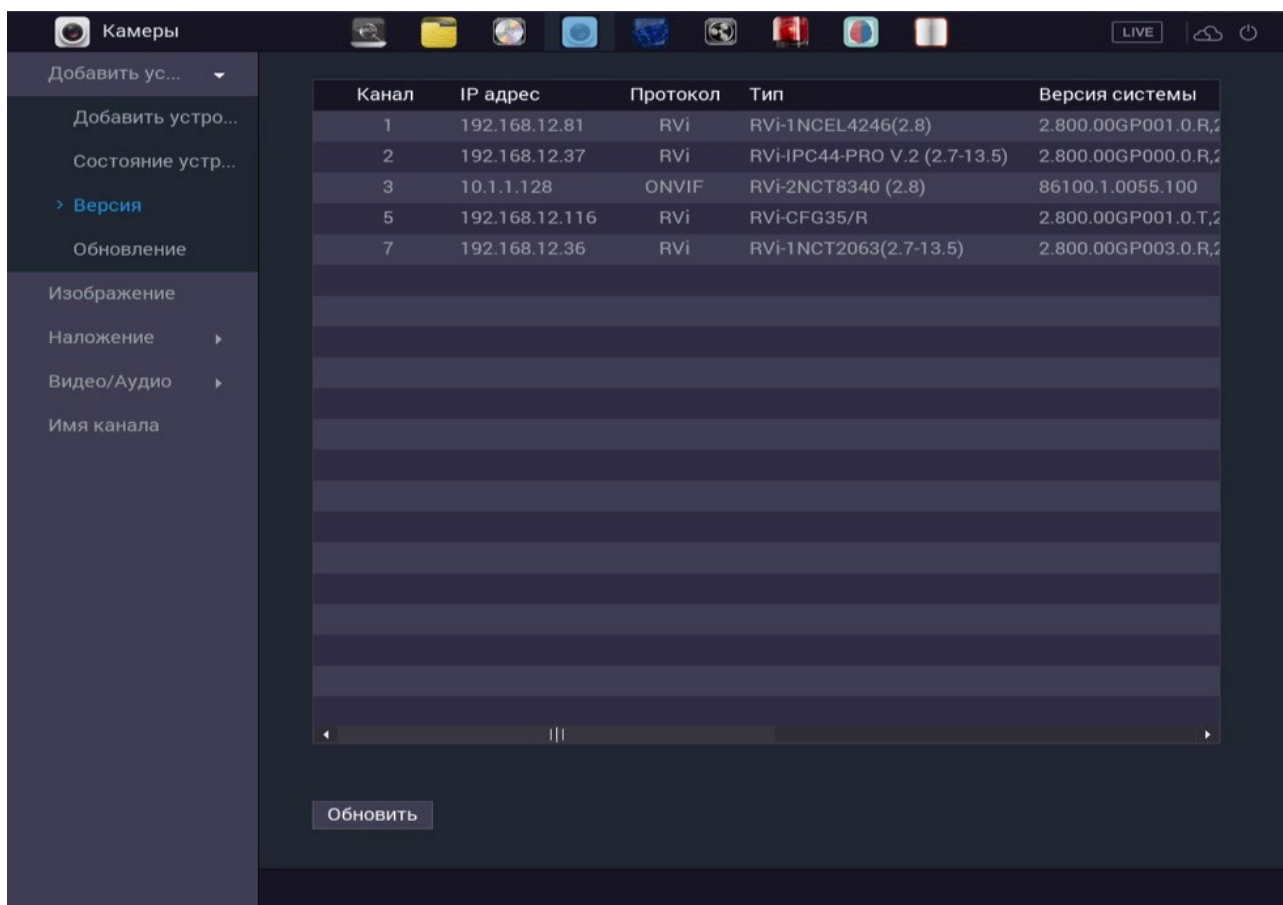 Камеры
LIVE
Добавить ус...
Добавить устро...
Состояние устр...
> Версия
Обновление
Изображение
Наложение
Видео/Аудио
Имя канала
Канал IP адрес Протокол Тип Версия системы
1 192.168.12.81 RVi RVi-1NCEL4246(2.8) 2.800.00GP001.0.R,2
2 192.168.12.37 RVi RVi-IPC44-PRO V.2 (2.7-13.5) 2.800.00GP000.0.R,2
3 10.1.1.128 ONVIF RVi-2NCT8340 (2.8) 86100.1.0055.100
5 192.168.12.116 RVi RVi-CFG35/R 2.800.00GP001.0.T,2
7 192.168.12.36 RVi RVi-1NCT2063(2.7-13.5) 2.800.00GP003.0.R,2
Обновить